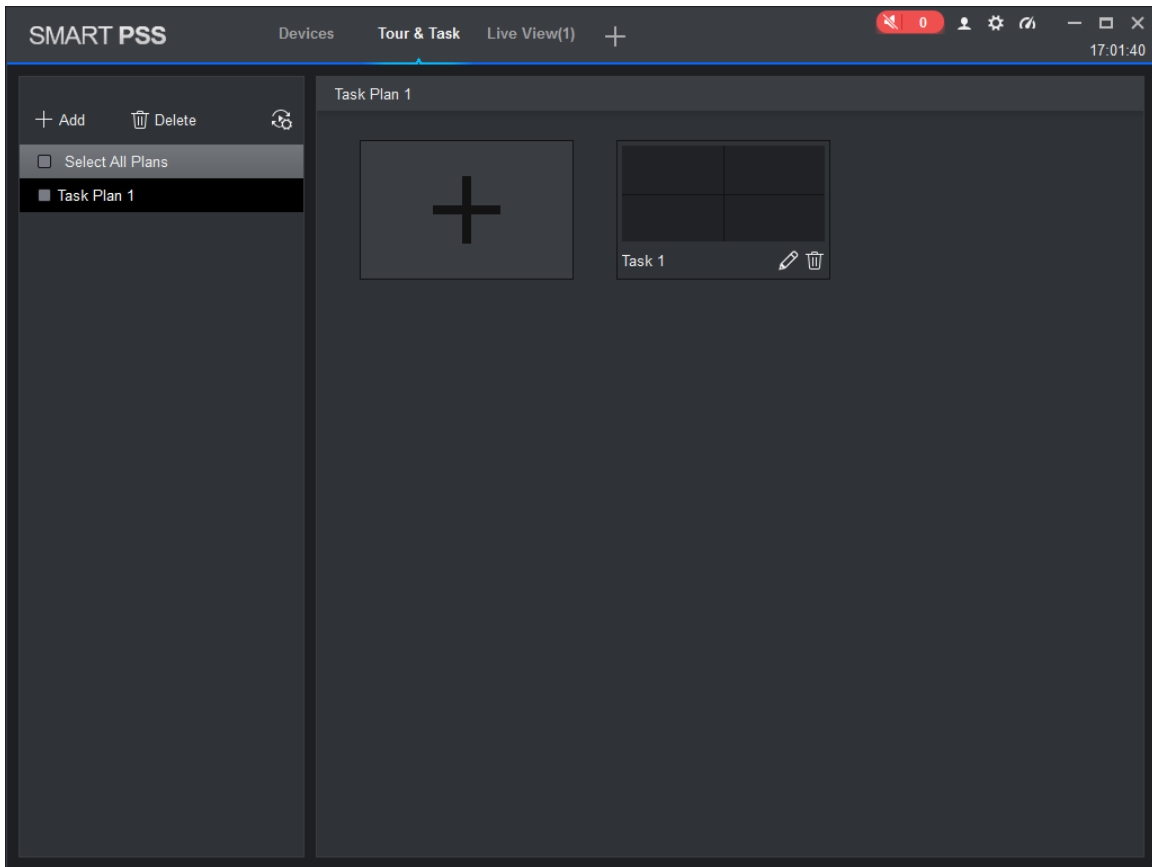 SMART PSS
Devices
Tour & Task
Live View(1)
0
17:01:40
Add
Delete
Select All Plans
Task Plan 1
Task Plan 1
Task 1